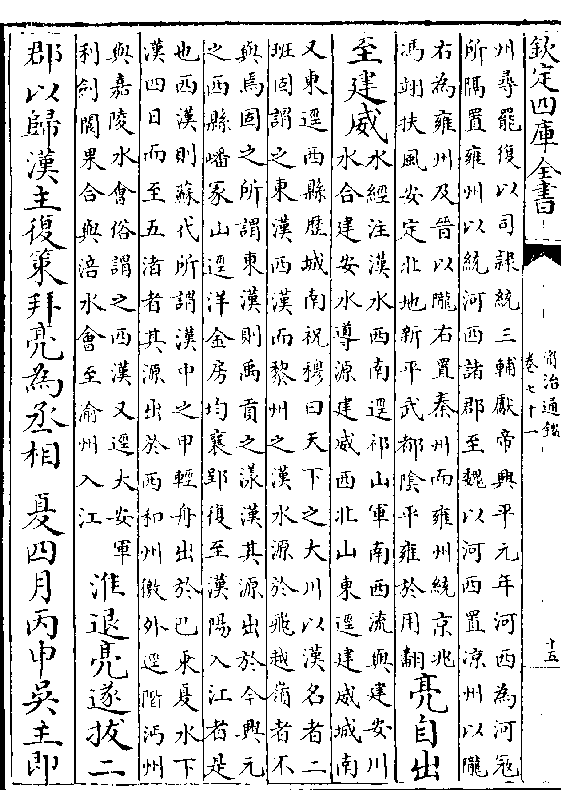 欽定四庫全書
資治通鑑
卷七十一
十五
州尋罷復以司隸統三輔獻帝興平元年河西為河冦
所隔置雍州以統河西諸郡至魏以河西置凉州以隴
右為雍州及晉以隴右置秦州而雍州統京兆
馮翊扶風安定北地新平武都陰平雍於用翻
亮自出
至建威
水經注漢水西南逕祁山軍南西流與建安川
水合建安水導源建威西北山東逕建威城南
又東逕西縣歷城南祝穆曰天下之大川以漢名者二
班固謂之東漢西漢而黎州之漢水源於飛越嶺者不
與焉固之所謂東漢則禹貢之漾漢其源出於今興元
之西縣嶓冢山逕洋金房均襄郢復至漢陽入江者是
也西漢則蘇代所謂漢中之甲輕舟出於巴乘夏水下
漢四日而至五渚者其源出於西和州徼外逕階沔州
與嘉陵水會俗謂之西漢又逕大安軍
利劍閬果合與涪水會至渝州入江
淮退亮遂拔二
郡以歸漢主復策拜亮為丞相 夏四月丙申吳主即